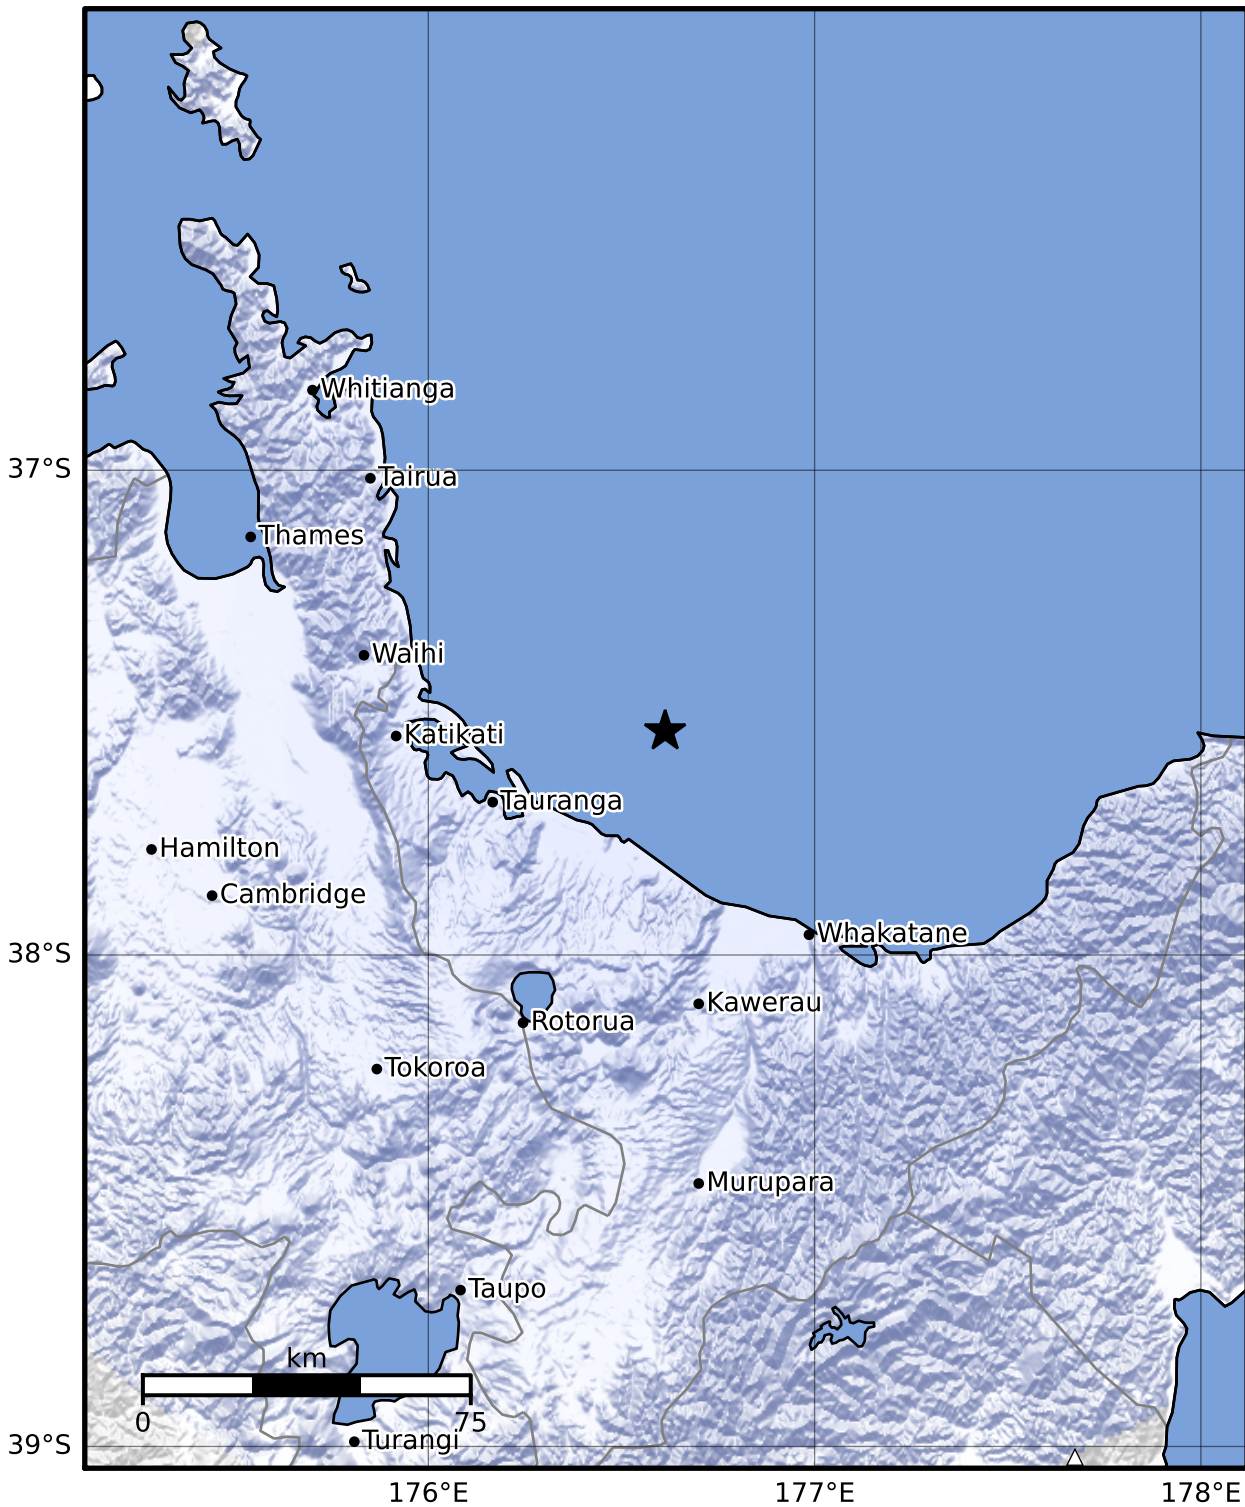 Whitianga
37°S
Tairua
Thames
Waihi
Katikati
Tauranga
Hamilton
Cambridge
Whakatane
38°S
Kawerau
Rotorua
Tokoroa
Murupara
Taupo
km
0 75
Turangi
39°S
176°E 177°E 178°E